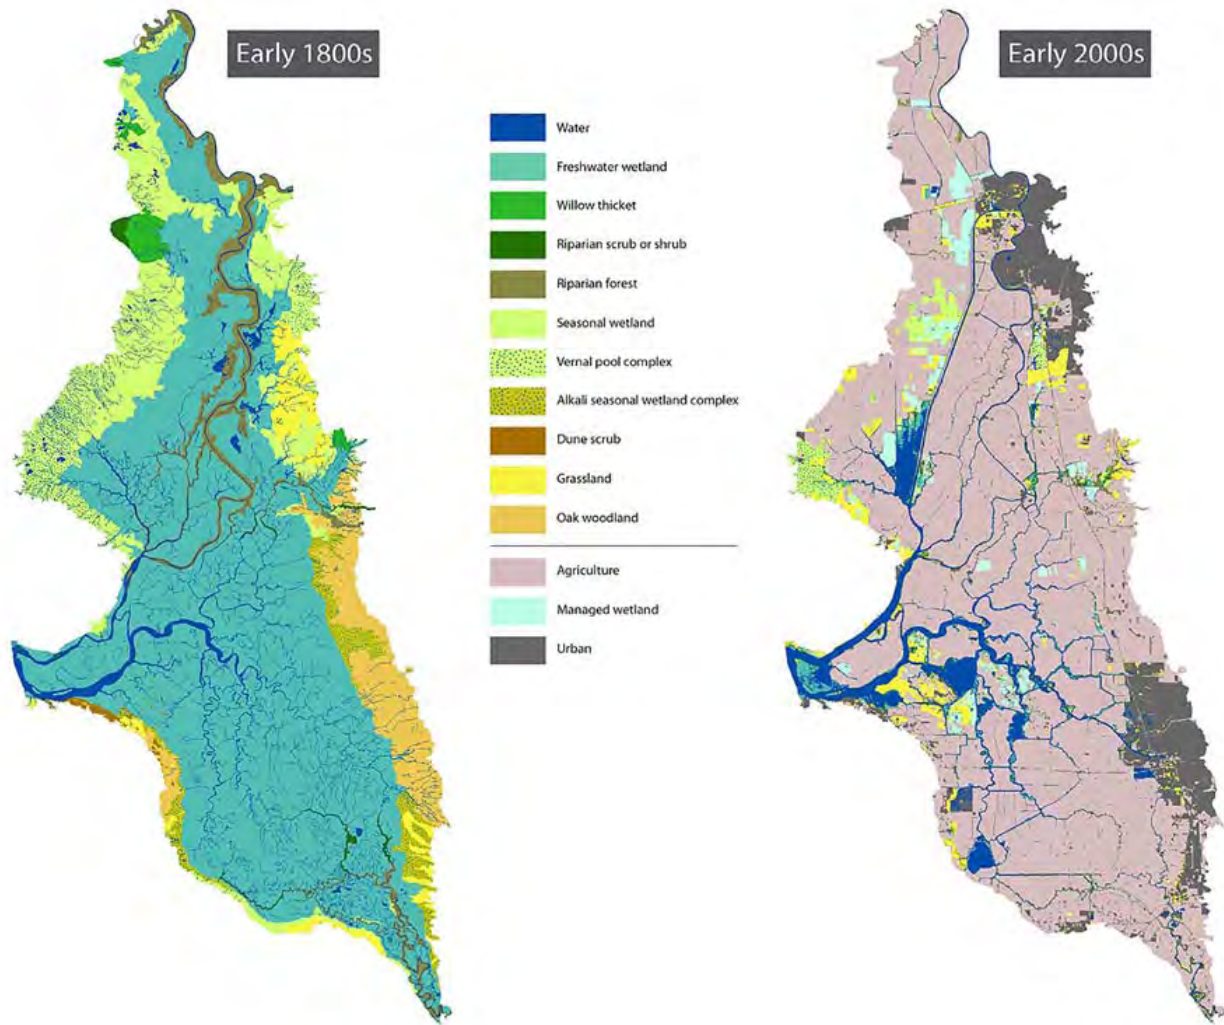 Early 1800s
Early 2000s
Water
Freshwater wetland
Willow thicket
Riparian scrub or shrub
Riparian forest
Seasonal wetland
Vernal pool complex
Alkali seasonal wetland complex
Dune scrub
Grassland
Oak woodland
Agriculture
Managed wetland
Urban